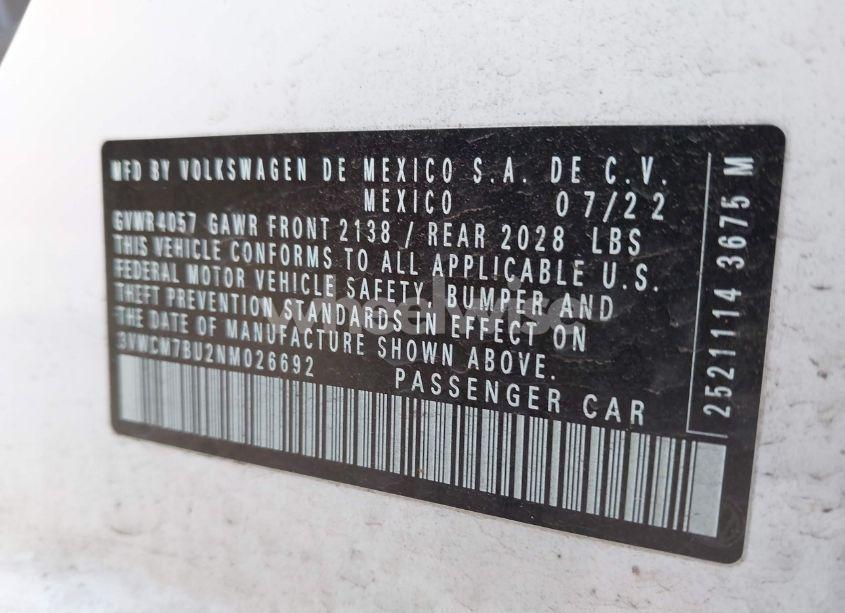 MFD BY VOLKSWAGEN DE MEXICO S.A. DE C.V.
MEXICO 07/22
GVWR4057 GAWR FRONT 2138 / REAR 2028 LBS
THIS VEHICLE CONFORMS TO ALL APPLICABLE U.S.
FEDERAL MOTOR VEHICLE SAFETY, BUMPER AND
THEFT PREVENTION STANDARDS IN EFFECT ON
THE DATE OF MANUFACTURE SHOWN ABOVE.
3VWCM7BU2NM026692
PASSENGER CAR
2521114 3675 M
wheelwise